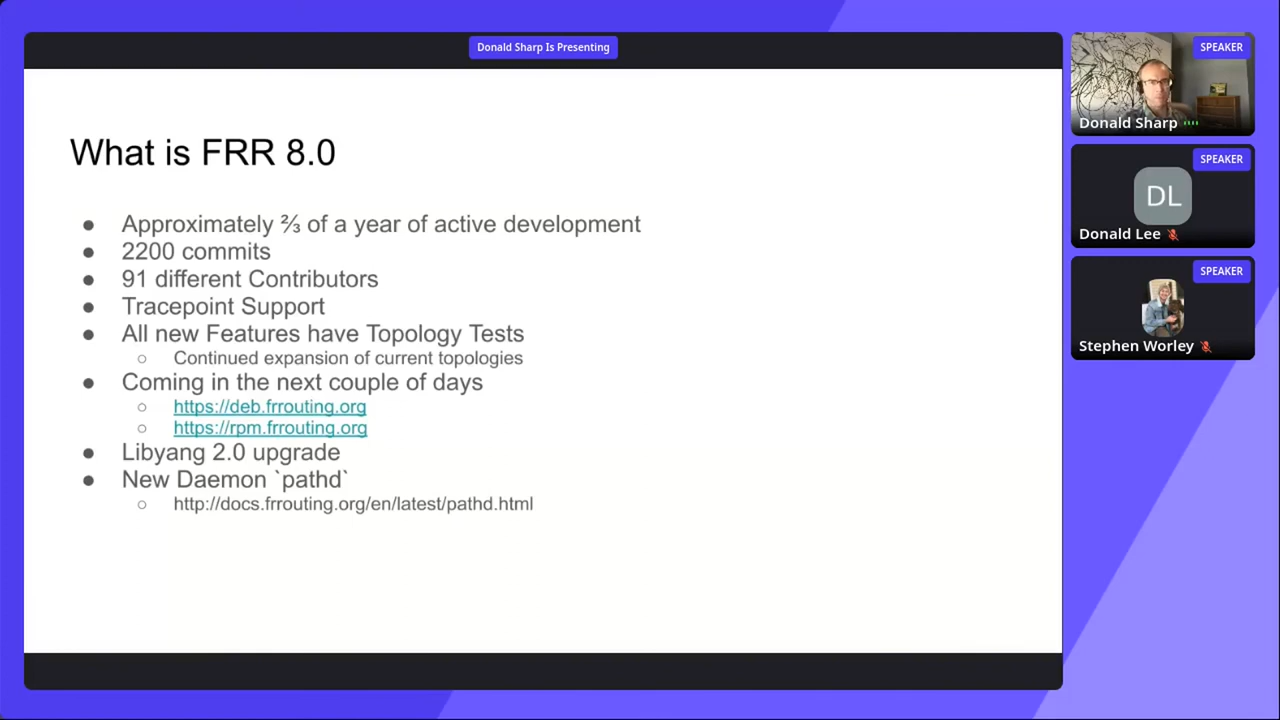 Donald Sharp Is Presenting
What is FRR 8.0
● Approximately ⅔ of a year of active development
● 2200 commits
● 91 different Contributors
● Tracepoint Support
● All new Features have Topology Tests
○ Continued expansion of current topologies
● Coming in the next couple of days
○ https://deb.frrouting.org
○ https://rpm.frrouting.org
● Libyang 2.0 upgrade
● New Daemon `pathd`
○ http://docs.frrouting.org/en/latest/pathd.html
SPEAKER
Donald Sharp
SPEAKER
DL
Donald Lee
SPEAKER
Stephen Worley